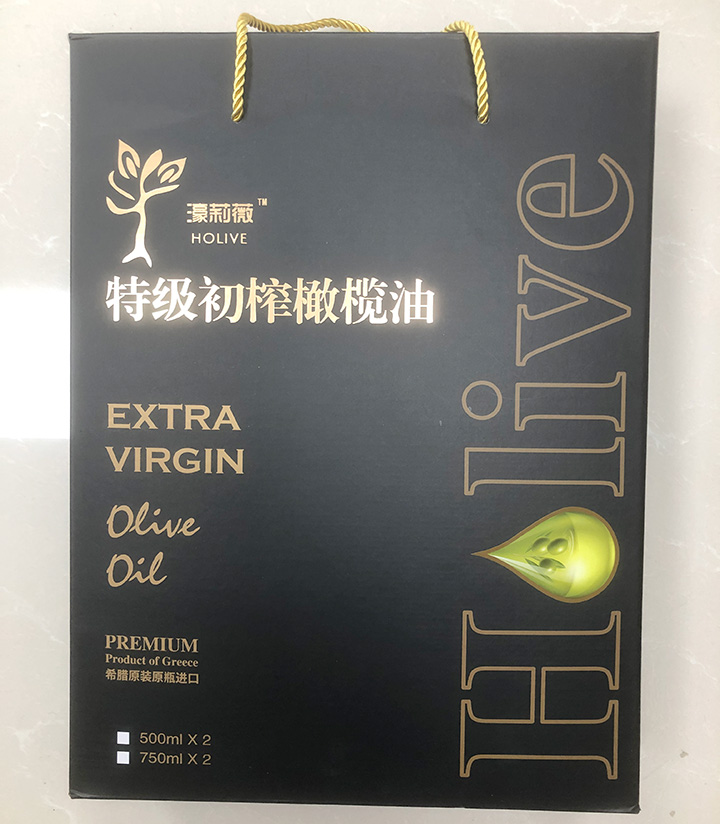 濠莉薇™
HOLIVE
特级初榨橄榄油
EXTRA
VIRGIN
Olive
Oil
PREMIUM
Product of Greece
希腊原装原瓶进口
500ml X 2
750ml X 2
Holive